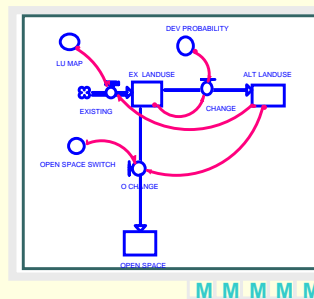 DEV PROBABILITY
LU MAP
EX LANDUSE
ALT LANDUSE
EXISTING
CHANGE
OPEN SPACE SWITCH
O CHANGE
OPEN SPACE
M M M M M